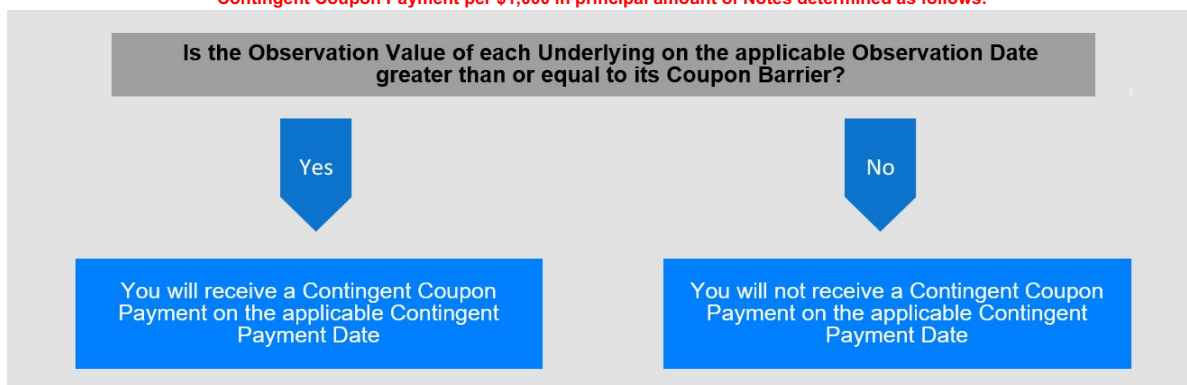 Contingent Coupon Payment per $1,000 in principal amount of Notes determined as follows:
Is the Observation Value of each Underlying on the applicable Observation Date
greater than or equal to its Coupon Barrier?
Yes
No
You will receive a Contingent Coupon
Payment on the applicable Contingent
Payment Date
You will not receive a Contingent Coupon
Payment on the applicable Contingent
Payment Date